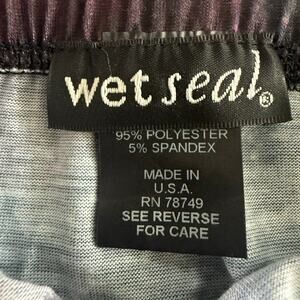 wet seal®
95% POLYESTER
5% SPANDEX
MADE IN
U.S.A.
RN 78749
SEE REVERSE
FOR CARE